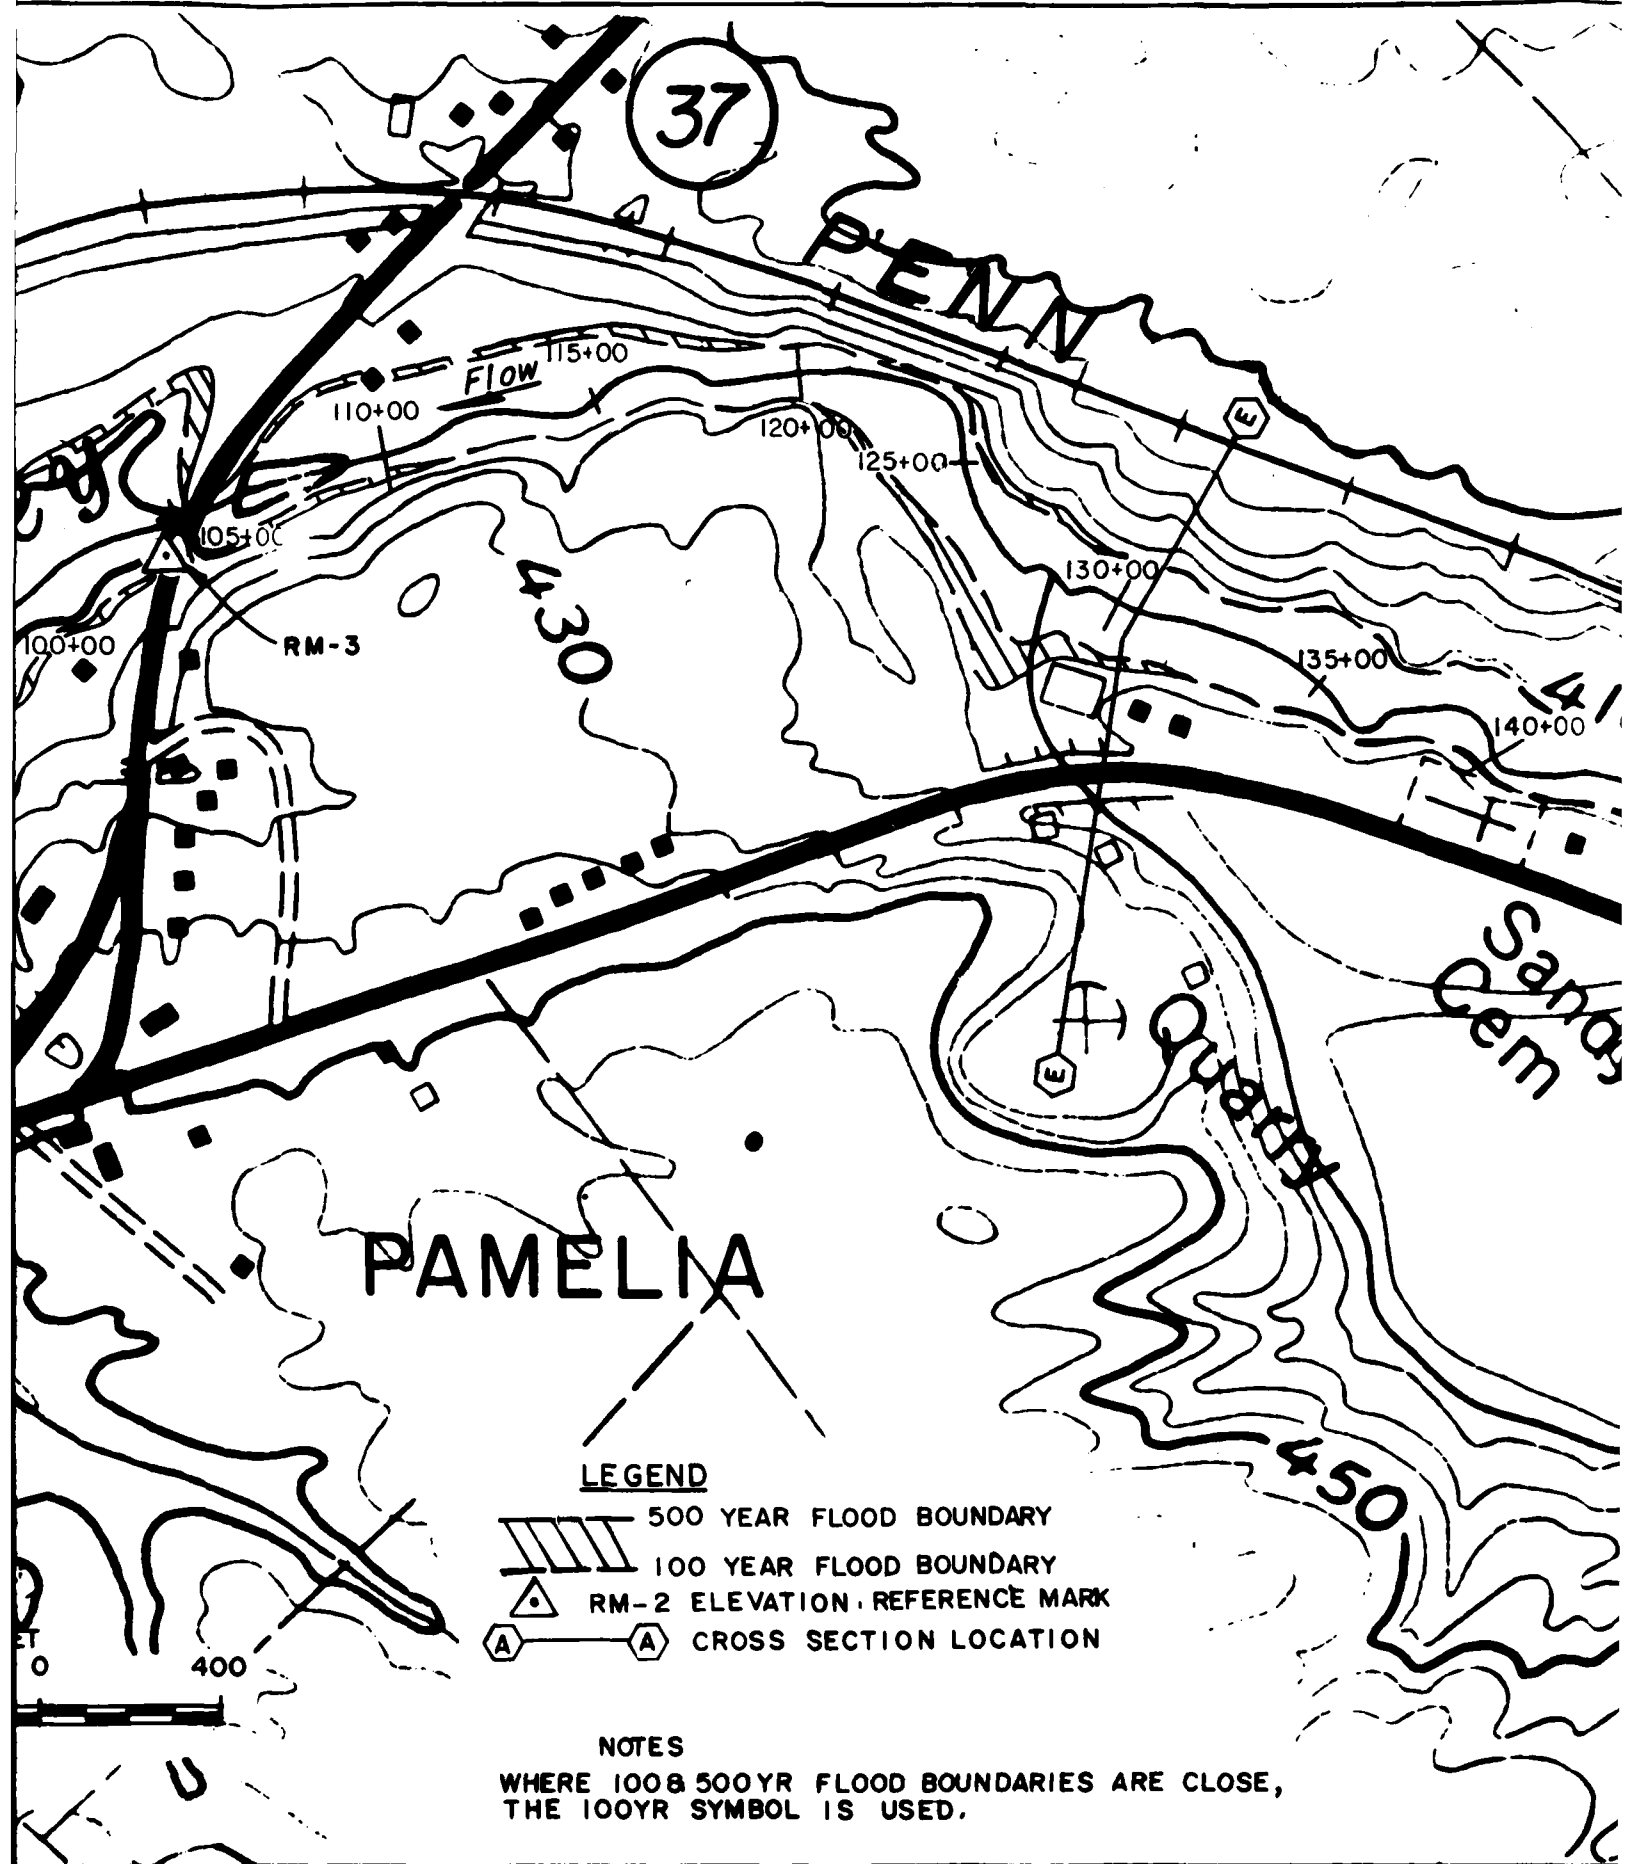 37
PENN
115+00
Flow
110+00
120+00
125+00
E
105+00
130+00
430
RM-3
100+00
135+00
140+00
Sandy
Cem
Quarry
E
PAMELIA
LEGEND
500 YEAR FLOOD BOUNDARY
100 YEAR FLOOD BOUNDARY
RM-2 ELEVATION REFERENCE MARK
A A CROSS SECTION LOCATION
450
0 400
NOTES
WHERE 100 & 500 YR FLOOD BOUNDARIES ARE CLOSE,
THE 100YR SYMBOL IS USED.